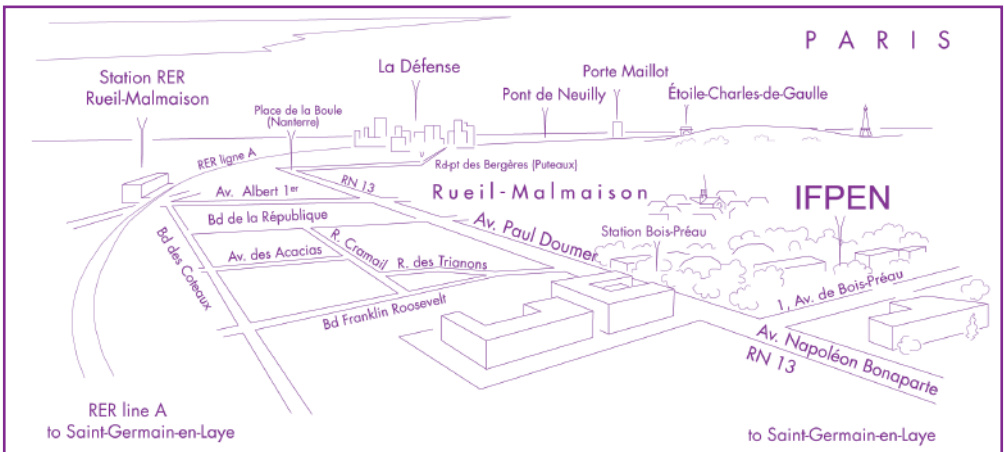 PARIS
Station RER
Rueil-Malmaison
La Défense
Porte Maillot
Place de la Boule
(Nanterre)
Pont de Neuilly
Étoile-Charles-de-Gaulle
RER ligne A
Rd-pt des Bergères (Puteaux)
Av. Albert 1er
RN 13
Rueil-Malmaison
IFPEN
Bd de la République
Av. Paul Doumer
Station Bois-Préau
Bd des Coteaux
Av. des Acacias
R. Cramail
R. des Trianons
1, Av. de Bois-Préau
Bd Franklin Roosevelt
Av. Napoléon Bonaparte
RN 13
RER line A
to Saint-Germain-en-Laye
to Saint-Germain-en-Laye